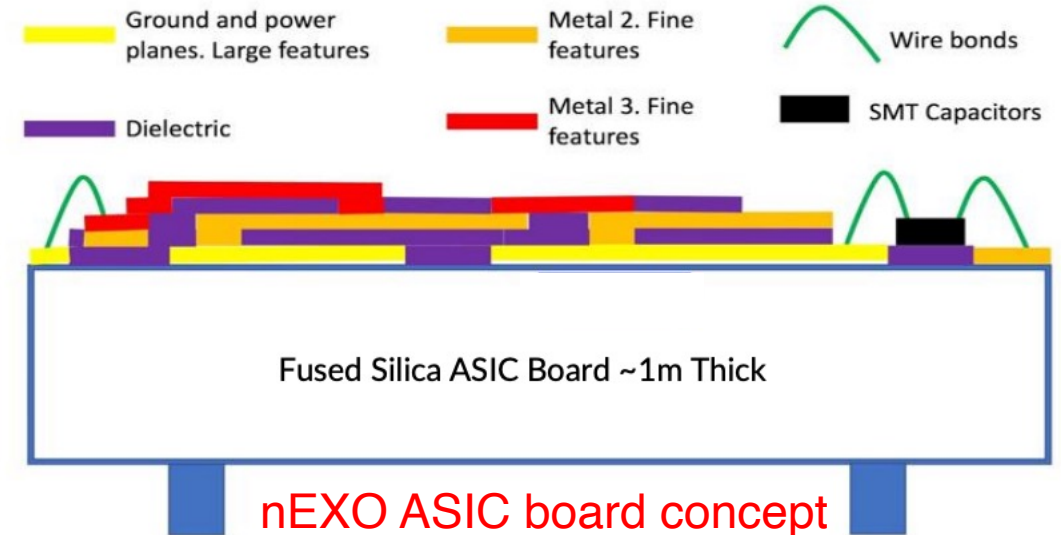 Ground and power
planes. Large features
Metal 2. Fine
features
Wire bonds
Dielectric
Metal 3. Fine
features
SMT Capacitors
Fused Silica ASIC Board ~1m Thick
nEXO ASIC board concept